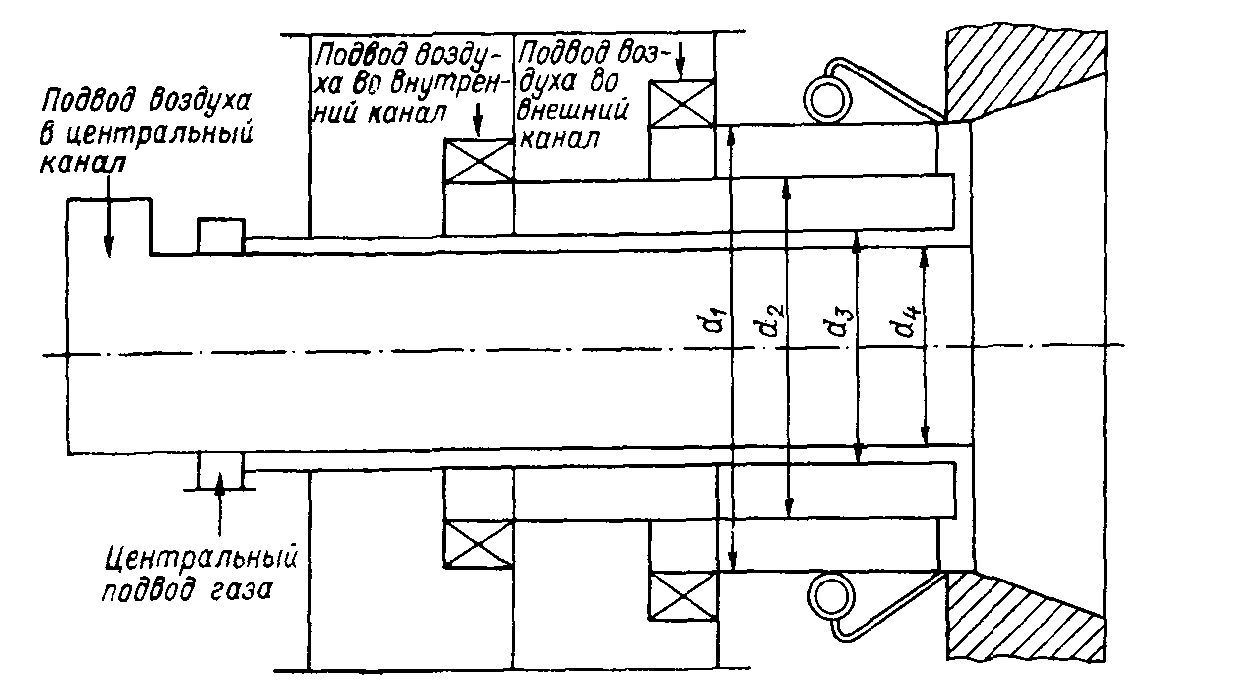 Подвод воздуха
в центральный
канал
Подвод возду-
ха во внутрен-
ний канал
Подвод воз-
духа во
внешний
канал
d1
d2
d3
d4
Центральный
подвод газа